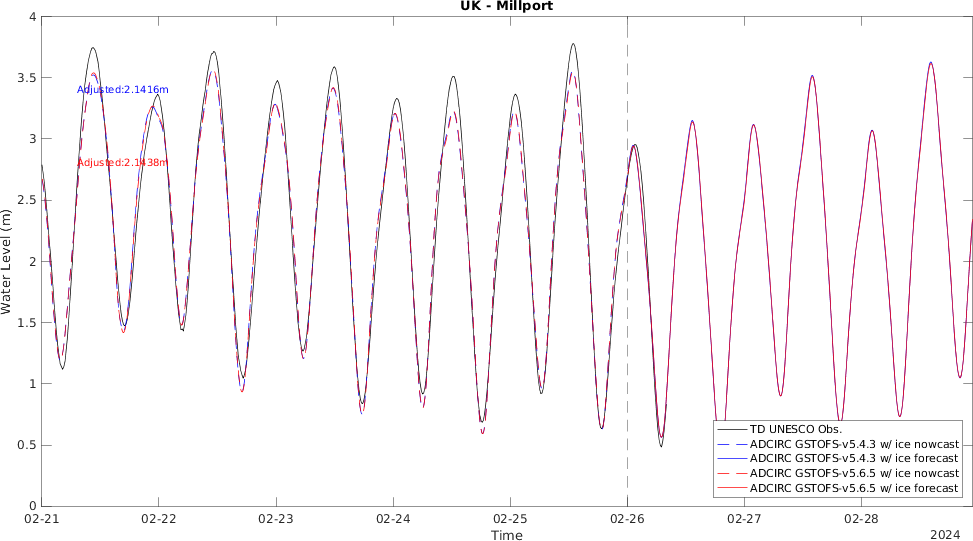 UK - Millport
4
3.5
3
2.5
2
1.5
1
0.5
0
Water Level (m)
Adjusted:2.1416m
Adjusted:2.1438m
TD UNESCO Obs.
ADCIRC GSTOFS-v5.4.3 w/ ice nowcast
ADCIRC GSTOFS-v5.4.3 w/ ice forecast
ADCIRC GSTOFS-v5.6.5 w/ ice nowcast
ADCIRC GSTOFS-v5.6.5 w/ ice forecast
02-21 02-22 02-23 02-24 02-25 02-26 02-27 02-28
Time
2024